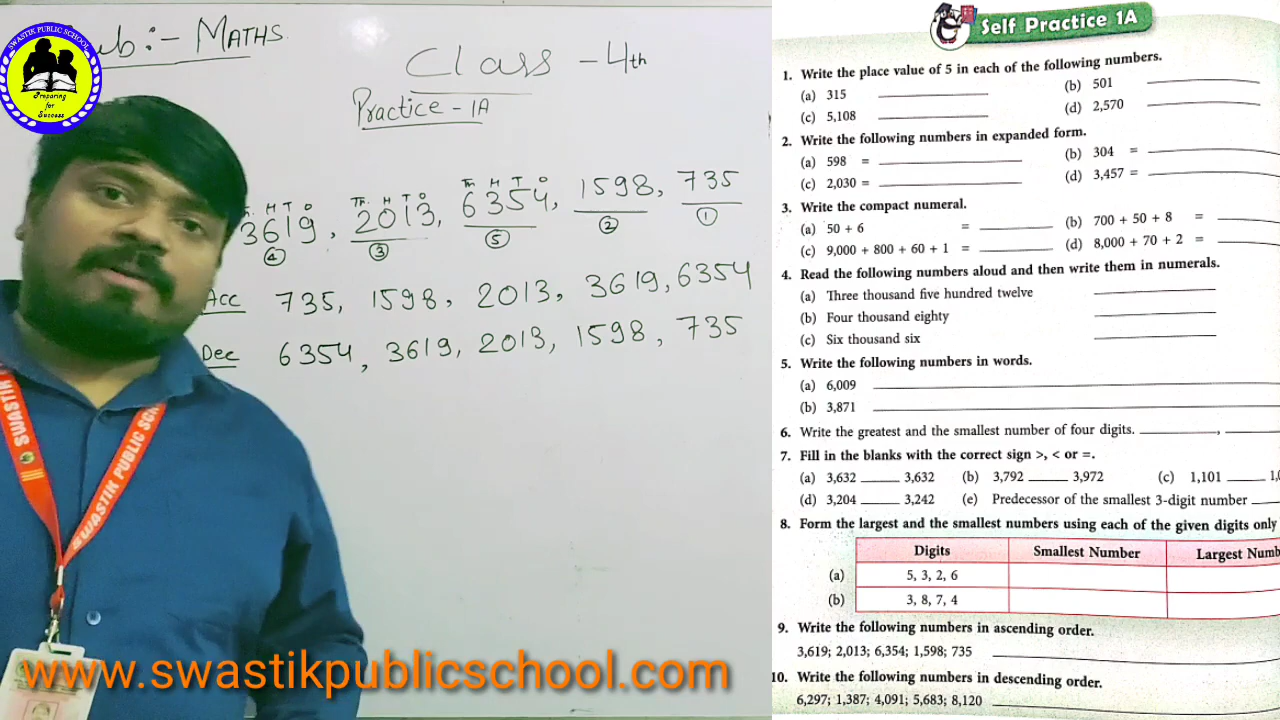 SWASTIK PUBLIC SCHOOL
Preparing
for
Success
Sub:- MATHS
Class - 4th
Practice - 1A
Th. H T O Th. H T O Th H T O
3619, 2013, 6354, 1598, 735
④ ③ ⑤ ② ①
Acc 735, 1598, 2013, 3619, 6354
Dec 6354, 3619, 2013, 1598, 735
SWASTIK
SWASTIK PUBLIC SCH
www.swastikpublicschool.com
Self Practice 1A
1. Write the place value of 5 in each of the following numbers.
(a) 315 (b) 501
(c) 5,108 (d) 2,570
2. Write the following numbers in expanded form.
(a) 598 = (b) 304 =
(c) 2,030 = (d) 3,457 =
3. Write the compact numeral.
(a) 50 + 6 = (b) 700 + 50 + 8 =
(c) 9,000 + 800 + 60 + 1 = (d) 8,000 + 70 + 2 =
4. Read the following numbers aloud and then write them in numerals.
(a) Three thousand five hundred twelve
(b) Four thousand eighty
(c) Six thousand six
5. Write the following numbers in words.
(a) 6,009
(b) 3,871
6. Write the greatest and the smallest number of four digits. ,
7. Fill in the blanks with the correct sign >, < or =.
(a) 3,632 3,632 (b) 3,792 3,972 (c) 1,101
(d) 3,204 3,242 (e) Predecessor of the smallest 3-digit number
8. Form the largest and the smallest numbers using each of the given digits only
Digits Smallest Number Largest Numb
(a) 5, 3, 2, 6
(b) 3, 8, 7, 4
9. Write the following numbers in ascending order.
3,619; 2,013; 6,354; 1,598; 735
10. Write the following numbers in descending order.
6,297; 1,387; 4,091; 5,683; 8,120